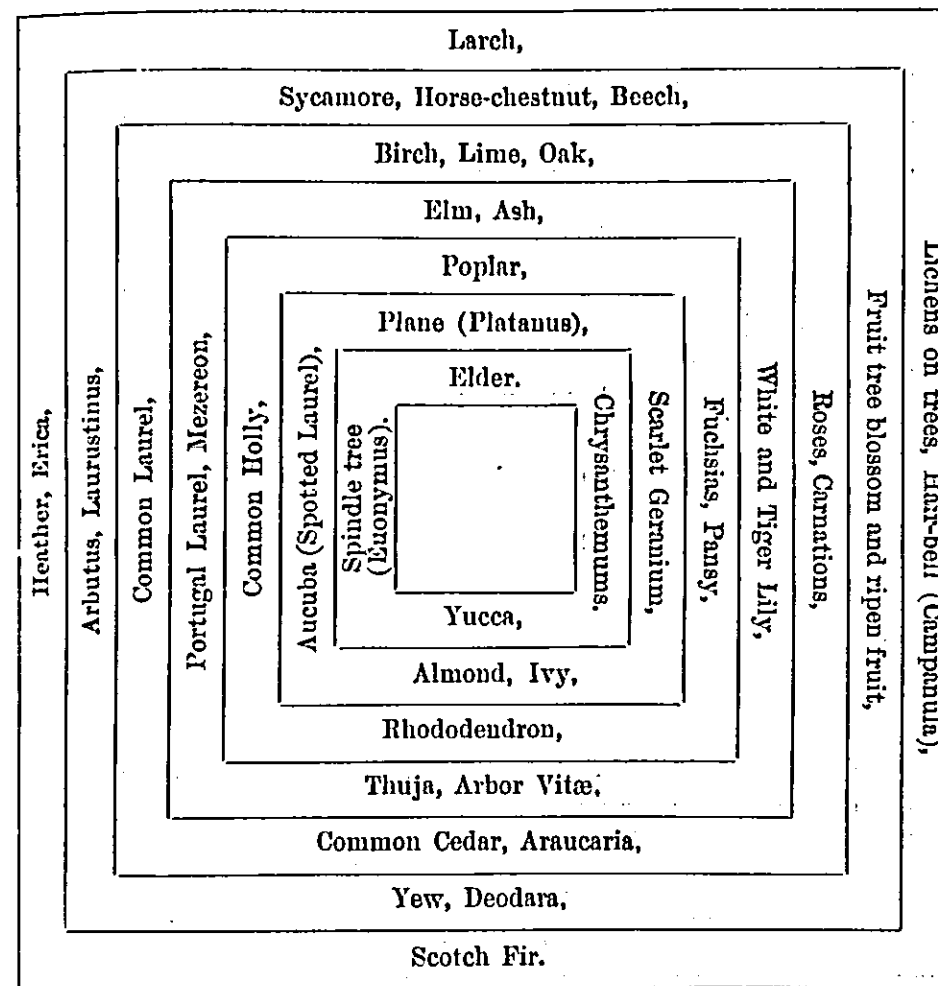 Larch,
Sycamore, Horse-chestnut, Beech,
Birch, Lime, Oak,
Elm, Ash,
Poplar,
Plane (Platanus),
Elder.
Heather, Erica,
Arbutus, Laurustinus,
Common Laurel,
Portugal Laurel, Mezereon,
Common Holly,
Aucuba (Spotted Laurel),
Spindle tree
(Euonymus).
Chrysanthemums.
Scarlet Geranium,
Fuchsias, Pansy,
White and Tiger Lily,
Roses, Carnations,
Fruit tree blossom and ripen fruit,
Lichens on trees, Hair-bell (Campanula),
Yucca,
Almond, Ivy,
Rhododendron,
Thuja, Arbor Vitæ,
Common Cedar, Araucaria,
Yew, Deodara,
Scotch Fir.